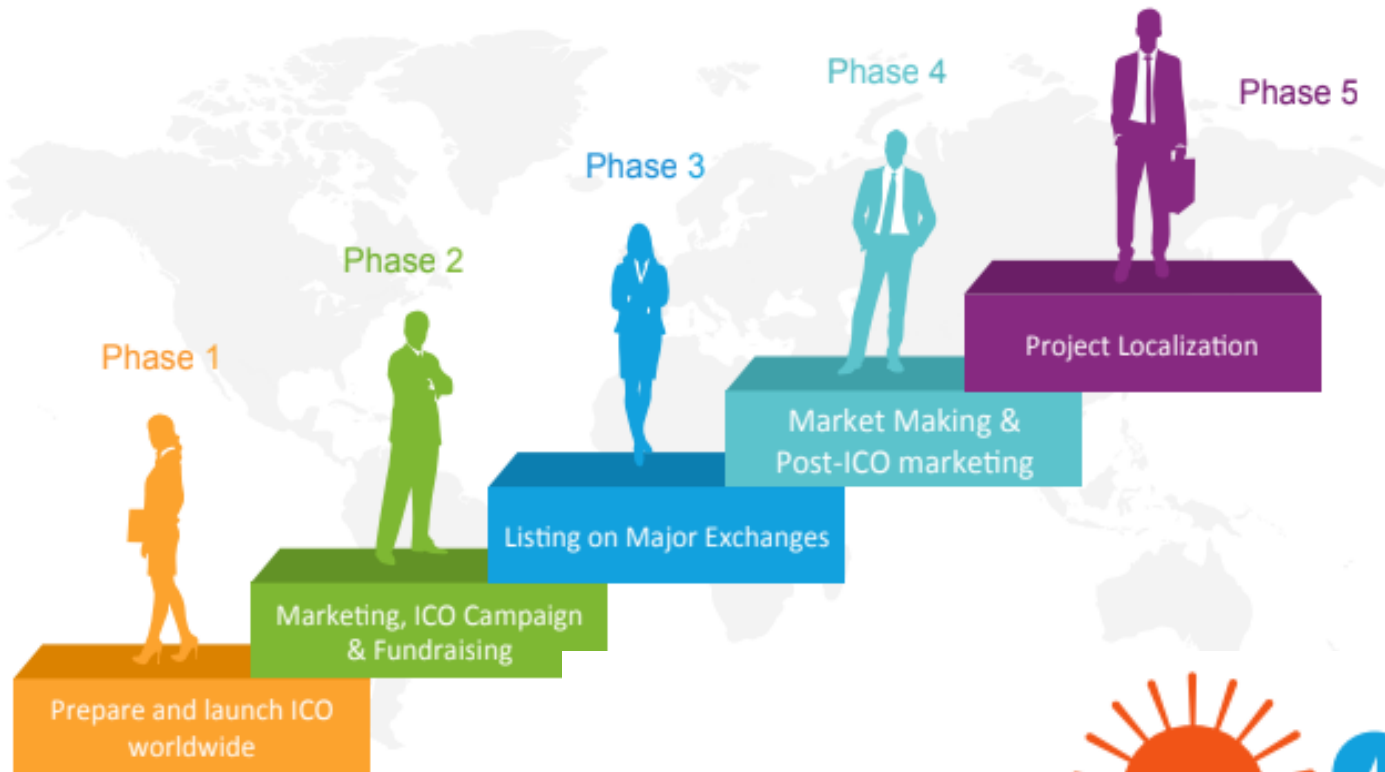 Phase 1
Prepare and launch ICO
worldwide
Phase 2
Marketing, ICO Campaign
& Fundraising
Phase 3
Listing on Major Exchanges
Phase 4
Market Making &
Post-ICO marketing
Phase 5
Project Localization